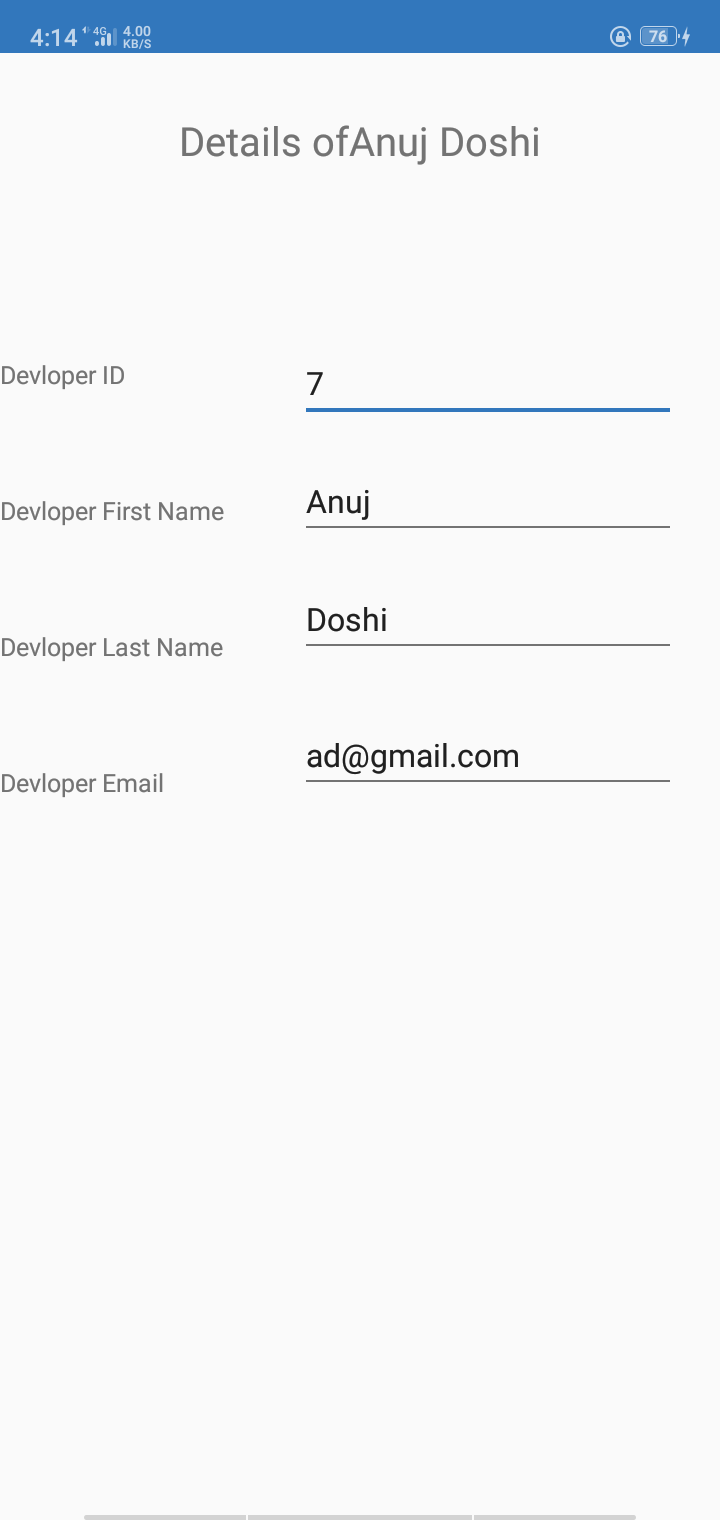 4:14 4G 4.00 KB/S 76
Details ofAnuj Doshi
Devloper ID 7
Devloper First Name Anuj
Devloper Last Name Doshi
Devloper Email ad@gmail.com